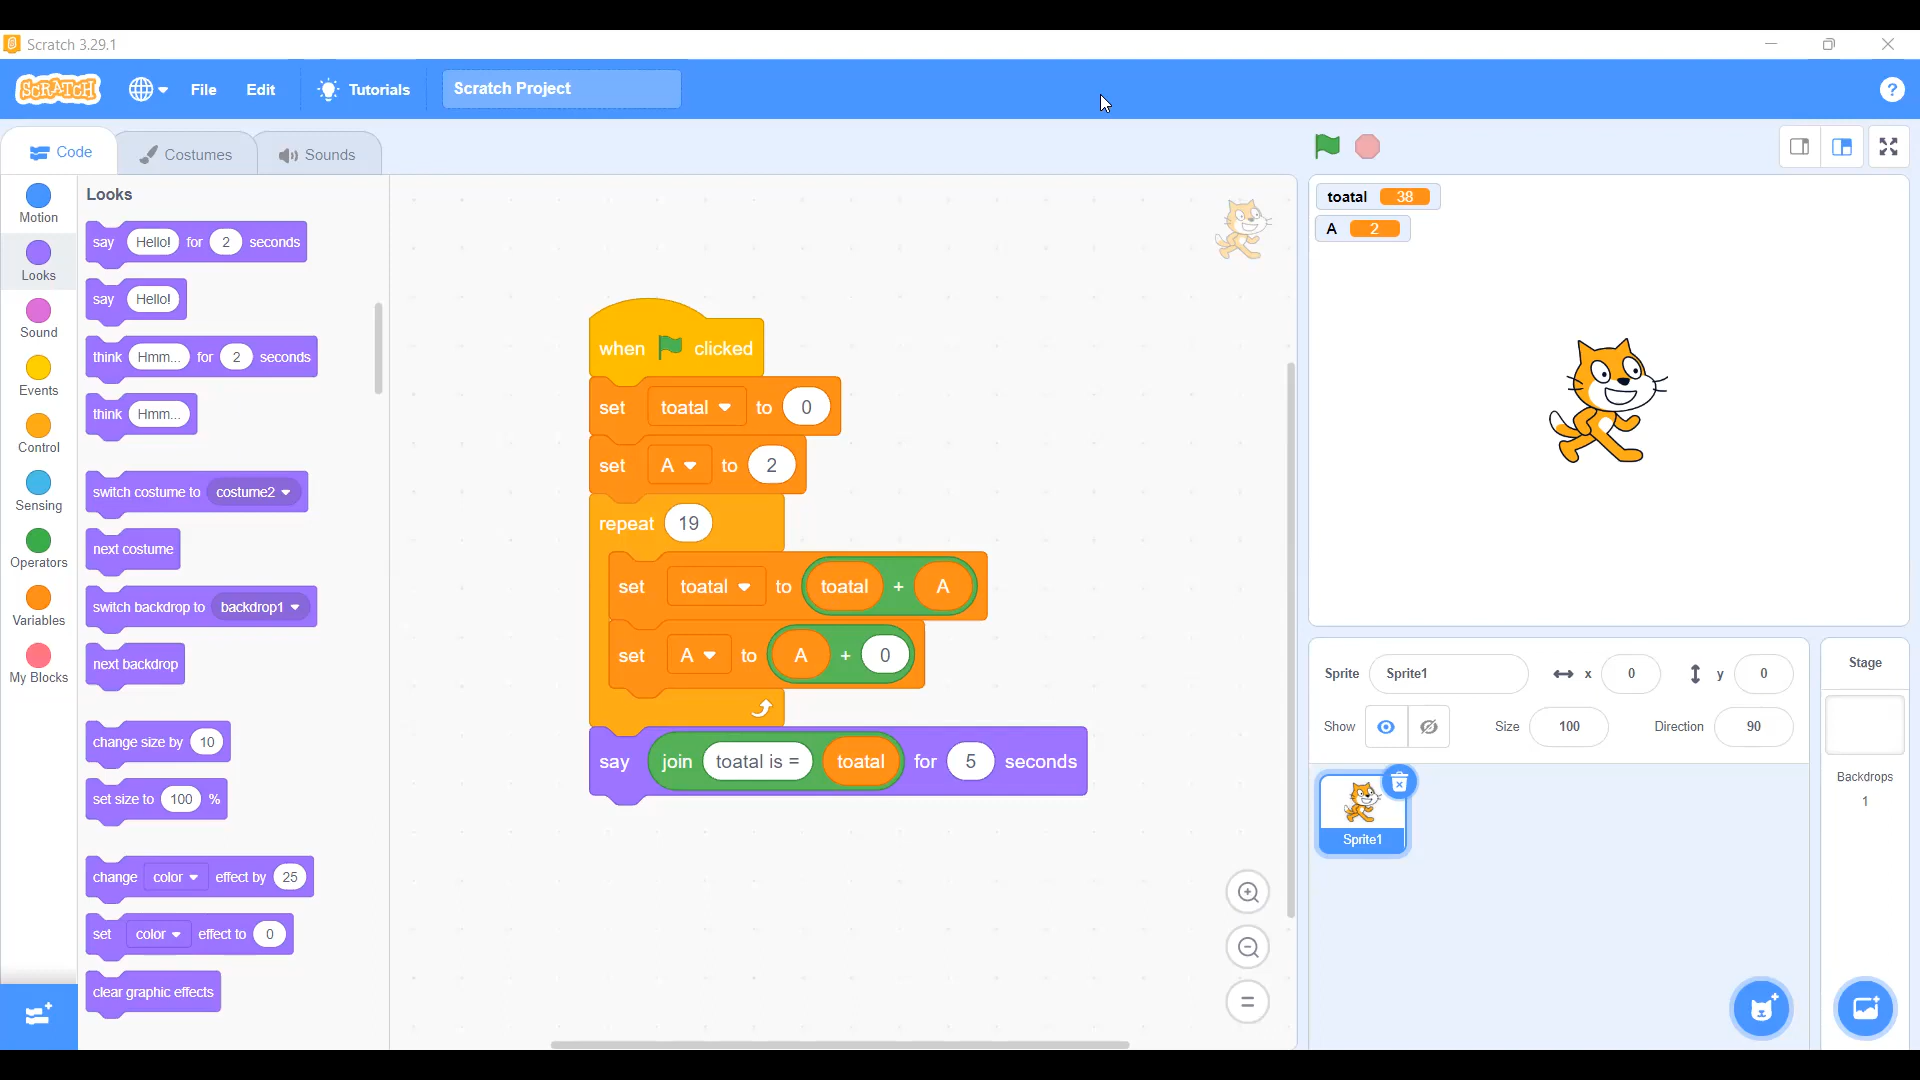 Scratch 3.29.1
SCRATCH File Edit Tutorials Scratch Project ?
Code Costumes Sounds
Motion
Looks
Sound
Events
Control
Sensing
Operators
Variables
My Blocks
Looks
say Hello! for 2 seconds
say Hello!
think Hmm... for 2 seconds
think Hmm...
switch costume to costume2
next costume
switch backdrop to backdrop1
next backdrop
change size by 10
set size to 100 %
change color effect by 25
set color effect to 0
clear graphic effects
when clicked
set toatal to 0
set A to 2
repeat 19
set toatal to toatal + A
set A to A + 0
say join toatal is = toatal for 5 seconds
toatal 38
A 2
Sprite Sprite1 x 0 y 0
Show Size 100 Direction 90
Sprite1
Stage
Backdrops
1